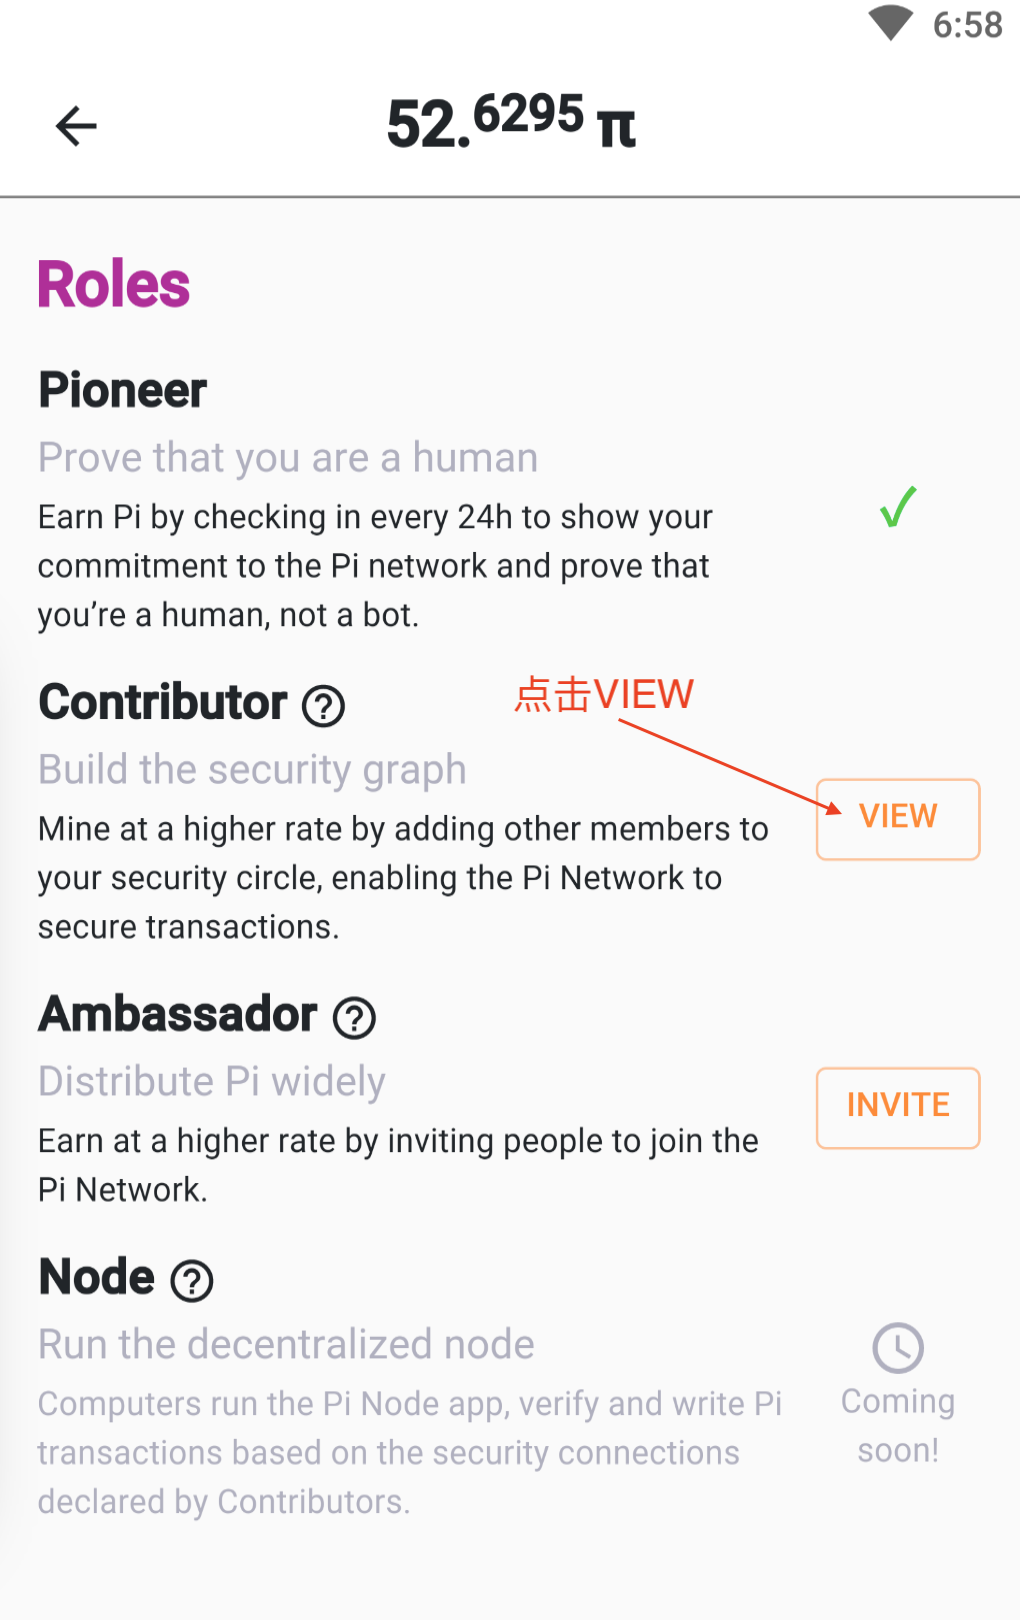 6:58
52.6295 π
Roles
Pioneer
Prove that you are a human
Earn Pi by checking in every 24h to show your
commitment to the Pi network and prove that
you’re a human, not a bot.
点击VIEW
Contributor ?
Build the security graph
VIEW
Mine at a higher rate by adding other members to
your security circle, enabling the Pi Network to
secure transactions.
Ambassador ?
Distribute Pi widely
INVITE
Earn at a higher rate by inviting people to join the
Pi Network.
Node ?
Run the decentralized node
Computers run the Pi Node app, verify and write Pi
transactions based on the security connections
declared by Contributors.
Coming
soon!